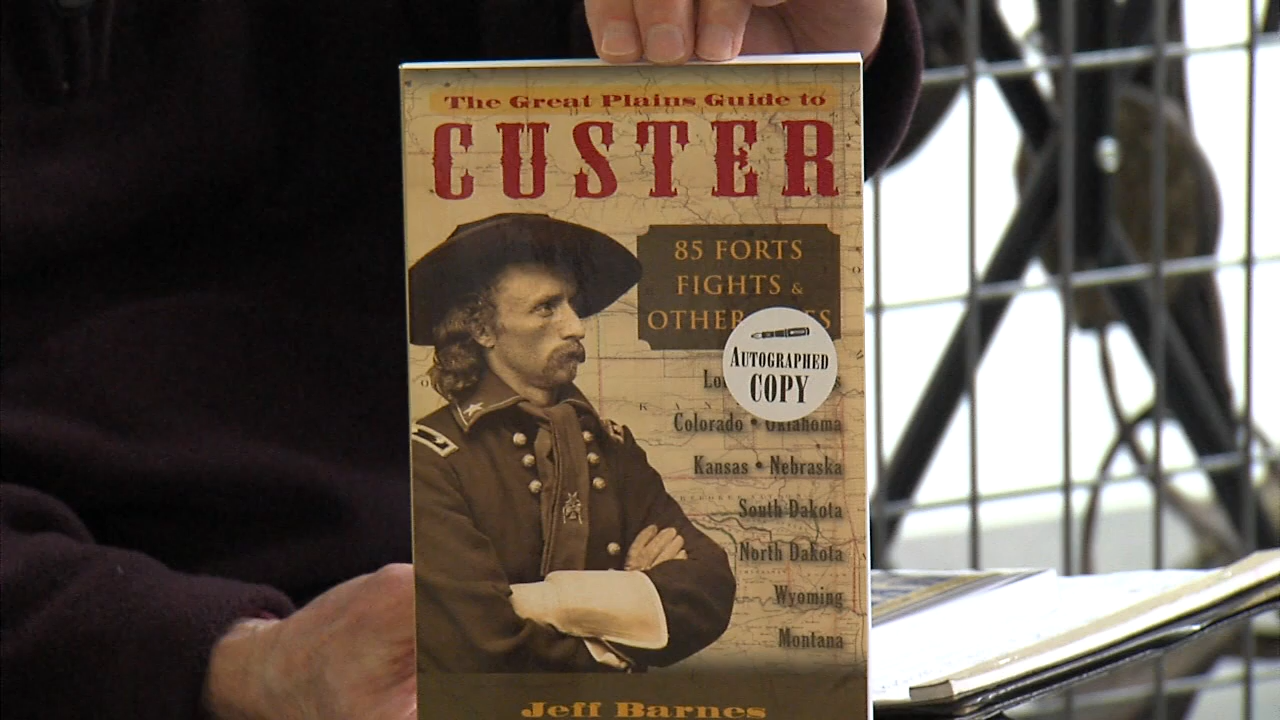 The Great Plains Guide to
CUSTER
85 FORTS
FIGHTS &
OTHER
AUTOGRAPHED
COPY
Colorado • Oklahoma
Kansas • Nebraska
South Dakota
North Dakota
Wyoming
Montana
Jeff Barnes